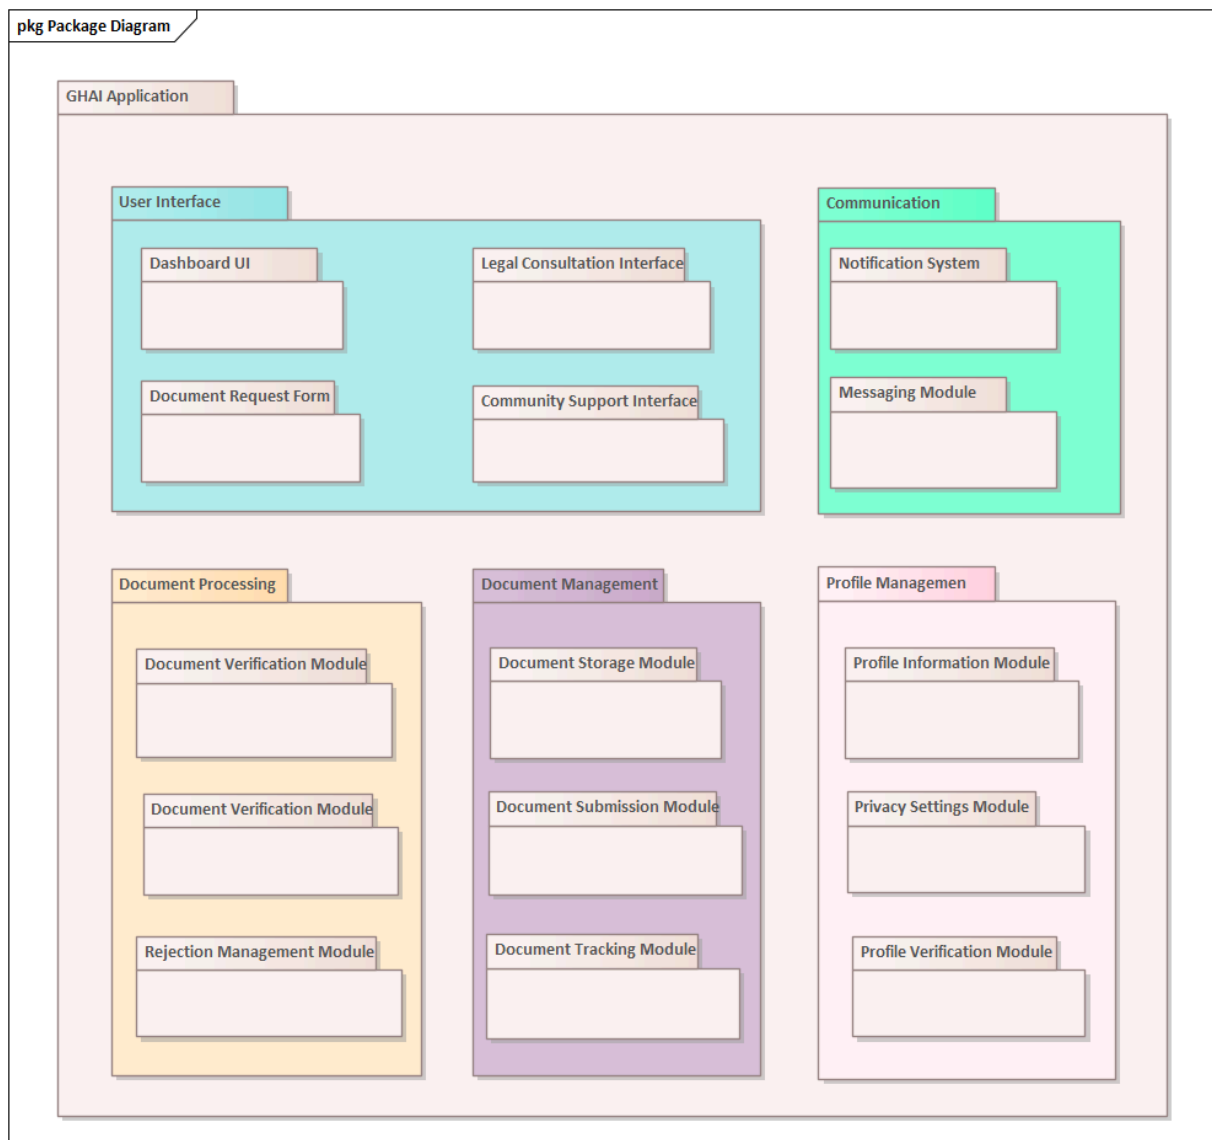 pkg Package Diagram
GHAI Application
User Interface
Dashboard UI
Legal Consultation Interface
Document Request Form
Community Support Interface
Communication
Notification System
Messaging Module
Document Processing
Document Verification Module
Document Verification Module
Rejection Management Module
Document Management
Document Storage Module
Document Submission Module
Document Tracking Module
Profile Managemen
Profile Information Module
Privacy Settings Module
Profile Verification Module